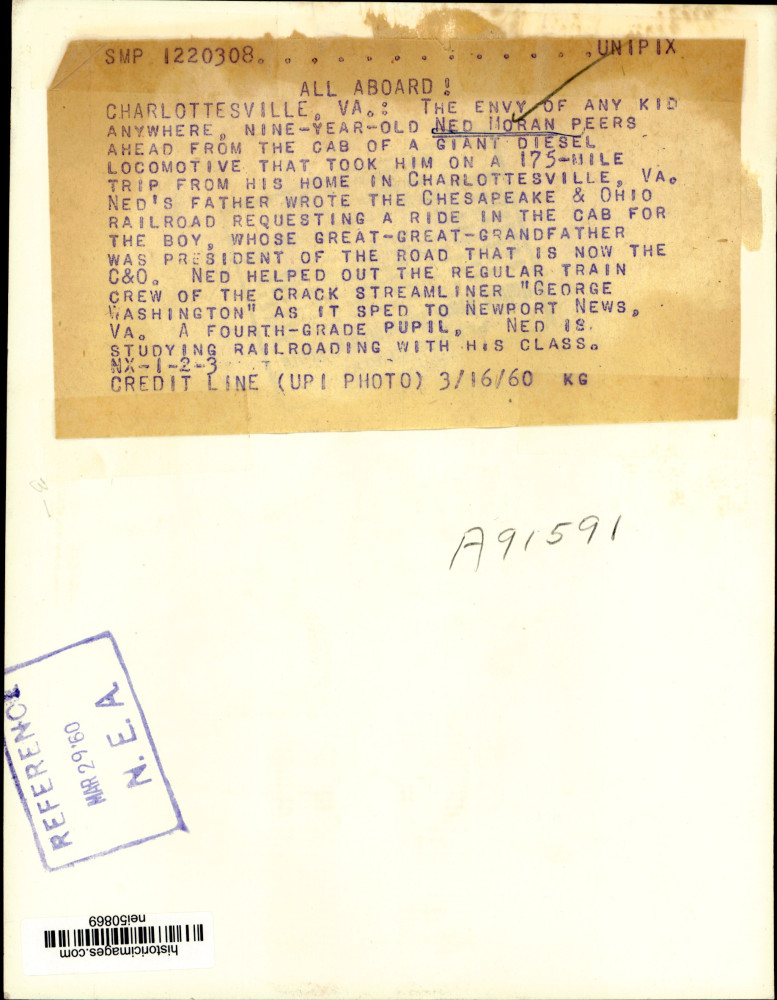 SMP 1220308. . . . . . . . . . . . . .UNIPIX
ALL ABOARD!
CHARLOTTESVILLE, VA.: THE ENVY OF ANY KID
ANYWHERE, NINE-YEAR-OLD NED HORAN PEERS
AHEAD FROM THE CAB OF A GIANT DIESEL
LOCOMOTIVE THAT TOOK HIM ON A 175-MILE
TRIP FROM HIS HOME IN CHARLOTTESVILLE, VA.
NED'S FATHER WROTE THE CHESAPEAKE & OHIO
RAILROAD REQUESTING A RIDE IN THE CAB FOR
THE BOY, WHOSE GREAT-GREAT-GRANDFATHER
WAS PRESIDENT OF THE ROAD THAT IS NOW THE
C&O. NED HELPED OUT THE REGULAR TRAIN
CREW OF THE CRACK STREAMLINER "GEORGE
WASHINGTON" AS IT SPED TO NEWPORT NEWS,
VA. A FOURTH-GRADE PUPIL, NED IS
STUDYING RAILROADING WITH HIS CLASS.
NX-1-2-3
CREDIT LINE (UPI PHOTO) 3/16/60 KG
A91591
REFERENCE
MAR 29·60
N.E.A.
historicimages.com
nei50869